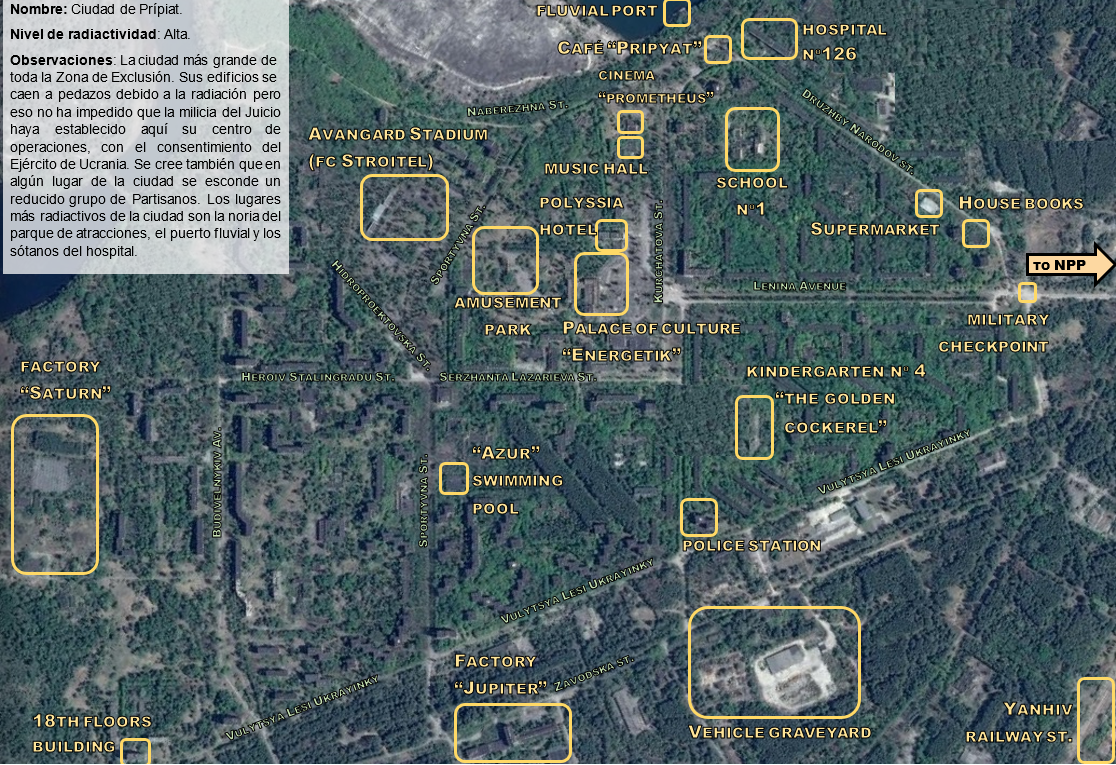 Nombre: Ciudad de Prípiat.
Nivel de radiactividad: Alta.
Observaciones: La ciudad más grande de
toda la Zona de Exclusión. Sus edificios se
caen a pedazos debido a la radiación pero
eso no ha impedido que la milicia del Juicio
haya establecido aquí su centro de
operaciones, con el consentimiento del
Ejército de Ucrania. Se cree también que en
algún lugar de la ciudad se esconde un
reducido grupo de Partisanos. Los lugares
más radiactivos de la ciudad son la noria del
parque de atracciones, el puerto fluvial y los
sótanos del hospital.
FLUVIAL PORT
CAFÉ “PRIPYAT”
HOSPITAL
Nº126
CINEMA
“PROMETHEUS”
NABEREZHNA ST.
DRUZHBY NARODOV ST.
AVANGARD STADIUM
(FC STROITEL)
MUSIC HALL
SCHOOL
Nº1
POLYSSIA
HOTEL
HOUSE BOOKS
SUPERMARKET
SPORTYVNA ST.
KURCHATOVA ST.
TO NPP
HIDROPROEKTOVSKA ST.
LENINA AVENUE
AMUSEMENT
PARK
PALACE OF CULTURE
“ENERGETIK”
MILITARY
CHECKPOINT
FACTORY
“SATURN”
HEROIV STALINGRADU ST.
SERZHANTA LAZARIEVA ST.
KINDERGARTEN Nº 4
“THE GOLDEN
COCKEREL”
“AZUR”
SWIMMING
POOL
BUDIVELNYKIV AV.
SPORTYVNA ST.
VULYTSYA LESI UKRAYINKY
POLICE STATION
VULYTSYA LESI UKRAYINKY
FACTORY
“JUPITER”
ZAVODSKA ST.
VULYTSYA LESI UKRAYINKY
18TH FLOORS
BUILDING
VEHICLE GRAVEYARD
YANHIV
RAILWAY ST.